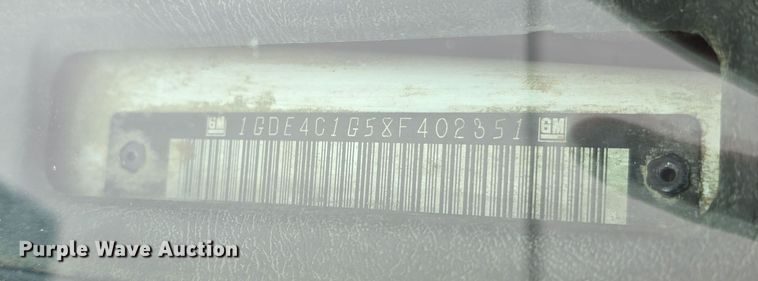 GM 1GDE4C1G58F402351 GM
Purple Wave Auction